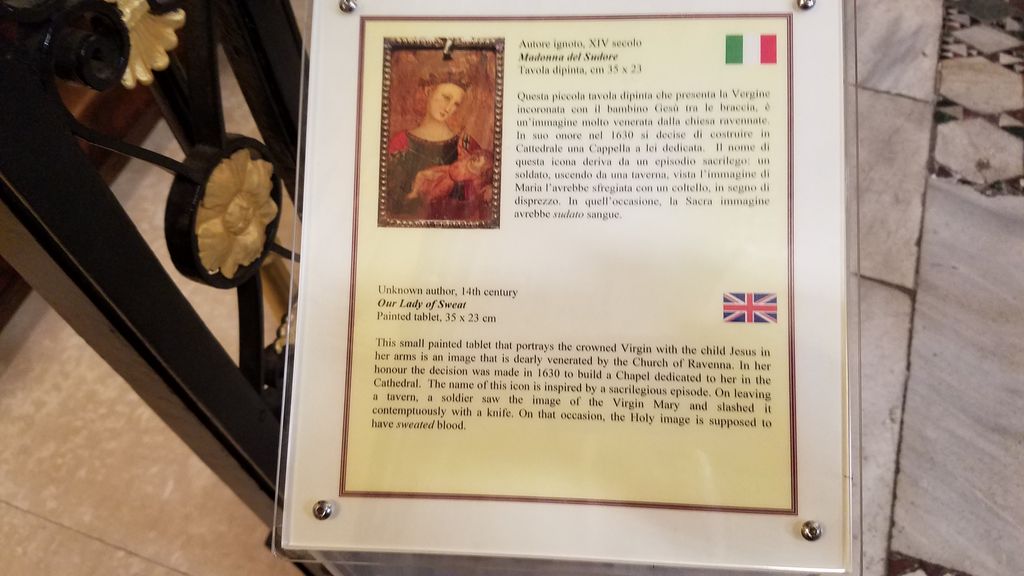 Autore ignoto, XIV secolo
Madonna del Sudore
Tavola dipinta, cm 35 x 23
Questa piccola tavola dipinta che presenta la Vergine
incoronata con il bambino Gesù tra le braccia, è
un'immagine molto venerata dalla chiesa ravennate.
In suo onore nel 1630 si decise di costruire in
Cattedrale una Cappella a lei dedicata. Il nome di
questa icona deriva da un episodio sacrilego: un
soldato, uscendo da una taverna, vista l'immagine di
Maria l'avrebbe sfregiata con un coltello, in segno di
disprezzo. In quell'occasione, la Sacra immagine
avrebbe sudato sangue.
Unknown author, 14th century
Our Lady of Sweat
Painted tablet, 35 x 23 cm
This small painted tablet that portrays the crowned Virgin with the child Jesus in
her arms is an image that is dearly venerated by the Church of Ravenna. In her
honour the decision was made in 1630 to build a Chapel dedicated to her in the
Cathedral. The name of this icon is inspired by a sacrilegious episode. On leaving
a tavern, a soldier saw the image of the Virgin Mary and slashed it
contemptuously with a knife. On that occasion, the Holy image is supposed to
have sweated blood.